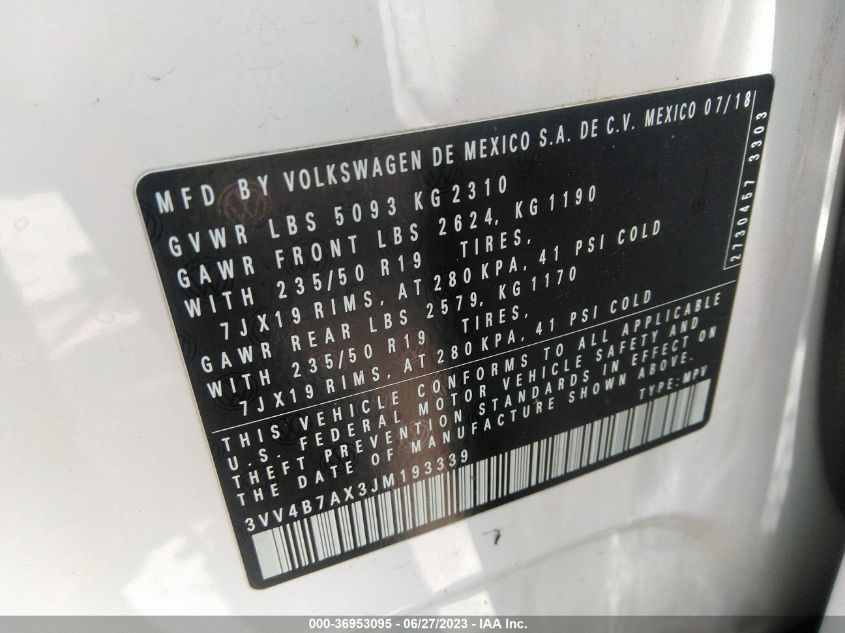 MFD BY VOLKSWAGEN DE MEXICO S.A. DE C.V. MEXICO 07/18
GVWR LBS 5093 KG 2310
GAWR FRONT LBS 2624, KG 1190
WITH 235/50 R19 TIRES,
7JX19 RIMS, AT 280KPA, 41 PSI COLD
GAWR REAR LBS 2579, KG 1170
WITH 235/50 R19 TIRES,
7JX19 RIMS, AT 280KPA, 41 PSI COLD
THIS VEHICLE CONFORMS TO ALL APPLICABLE
U.S. FEDERAL MOTOR VEHICLE SAFETY AND
THEFT PREVENTION STANDARDS IN EFFECT ON
THE DATE OF MANUFACTURE SHOWN ABOVE.
3VV4B7AX3JM193339 TYPE:MPV
2730457 3303
000-36953095 - 06/27/2023 - IAA Inc.